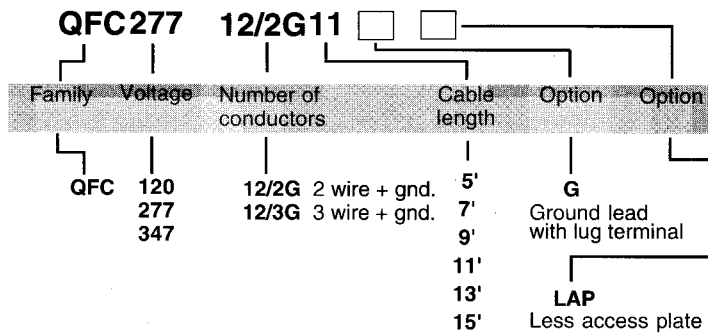 QFC277 12/2G11
Family Voltage Number of conductors Cable length Option Option
QFC 120 12/2G 2 wire + gnd. 5' G
277 12/3G 3 wire + gnd. 7' Ground lead
347 9' with lug terminal
11'
13' LAP
15' Less access plate